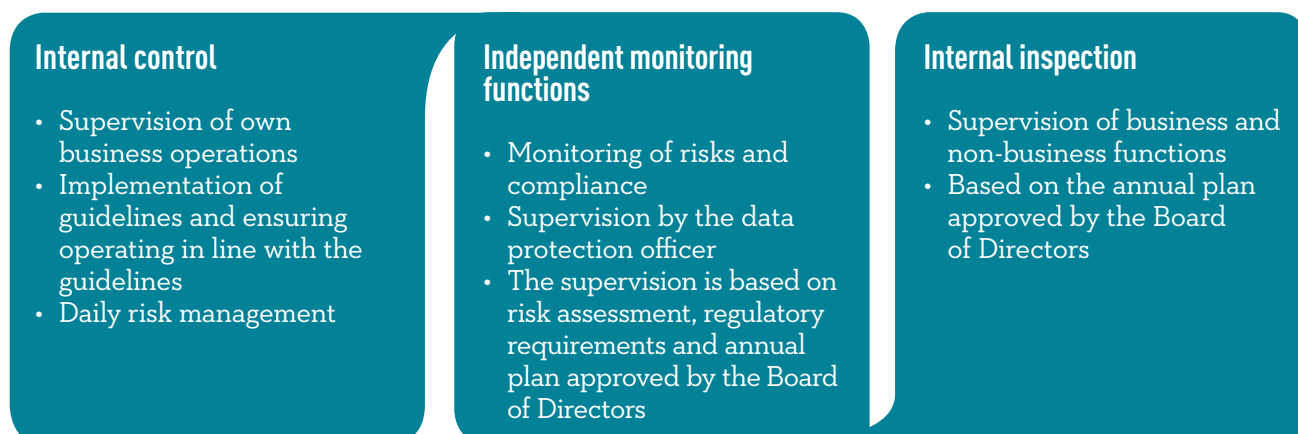 Internal control
• Supervision of own
business operations
• Implementation of
guidelines and ensuring
operating in line with the
guidelines
• Daily risk management
Independent monitoring
functions
• Monitoring of risks and
compliance
• Supervision by the data
protection officer
• The supervision is based on
risk assessment, regulatory
requirements and annual
plan approved by the Board
of Directors
Internal inspection
• Supervision of business and
non-business functions
• Based on the annual plan
approved by the Board
of Directors